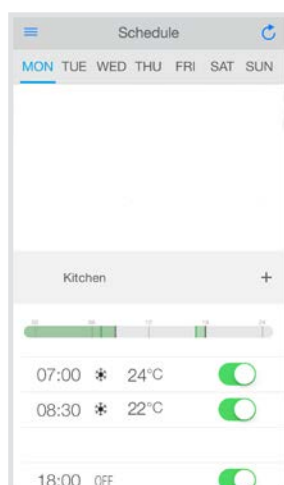 Schedule
MON TUE WED THU FRI SAT SUN
Kitchen +
07:00 24°C
08:30 22°C
18:00 OFF